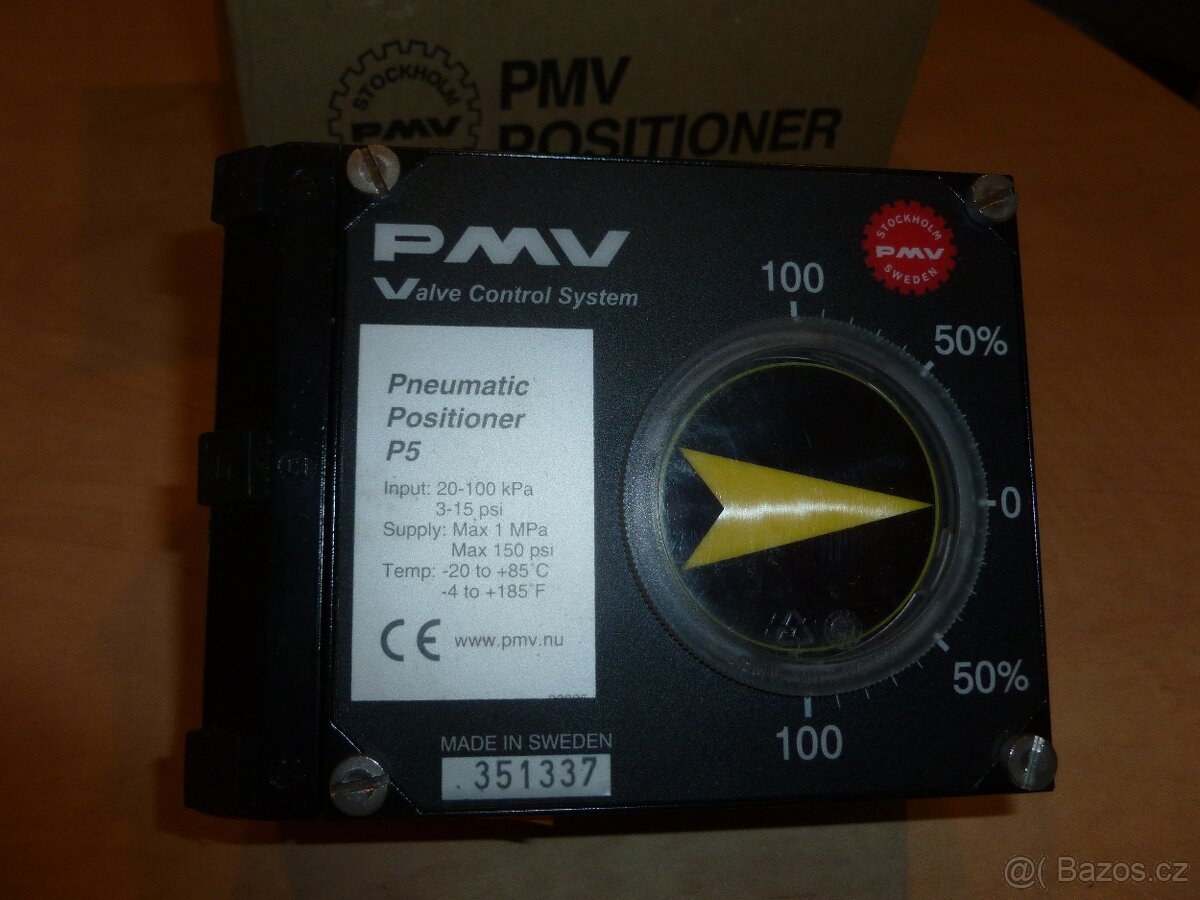 STOCKHOLM
PMV
PMV
POSITIONER
PMV
Valve Control System
STOCKHOLM
PMV
SWEDEN
100
50%
0
50%
100
Pneumatic
Positioner
P5
Input: 20-100 kPa
3-15 psi
Supply: Max 1 MPa
Max 150 psi
Temp: -20 to +85°C
-4 to +185°F
CE www.pmv.nu
MADE IN SWEDEN
351337
@( Bazos.cz